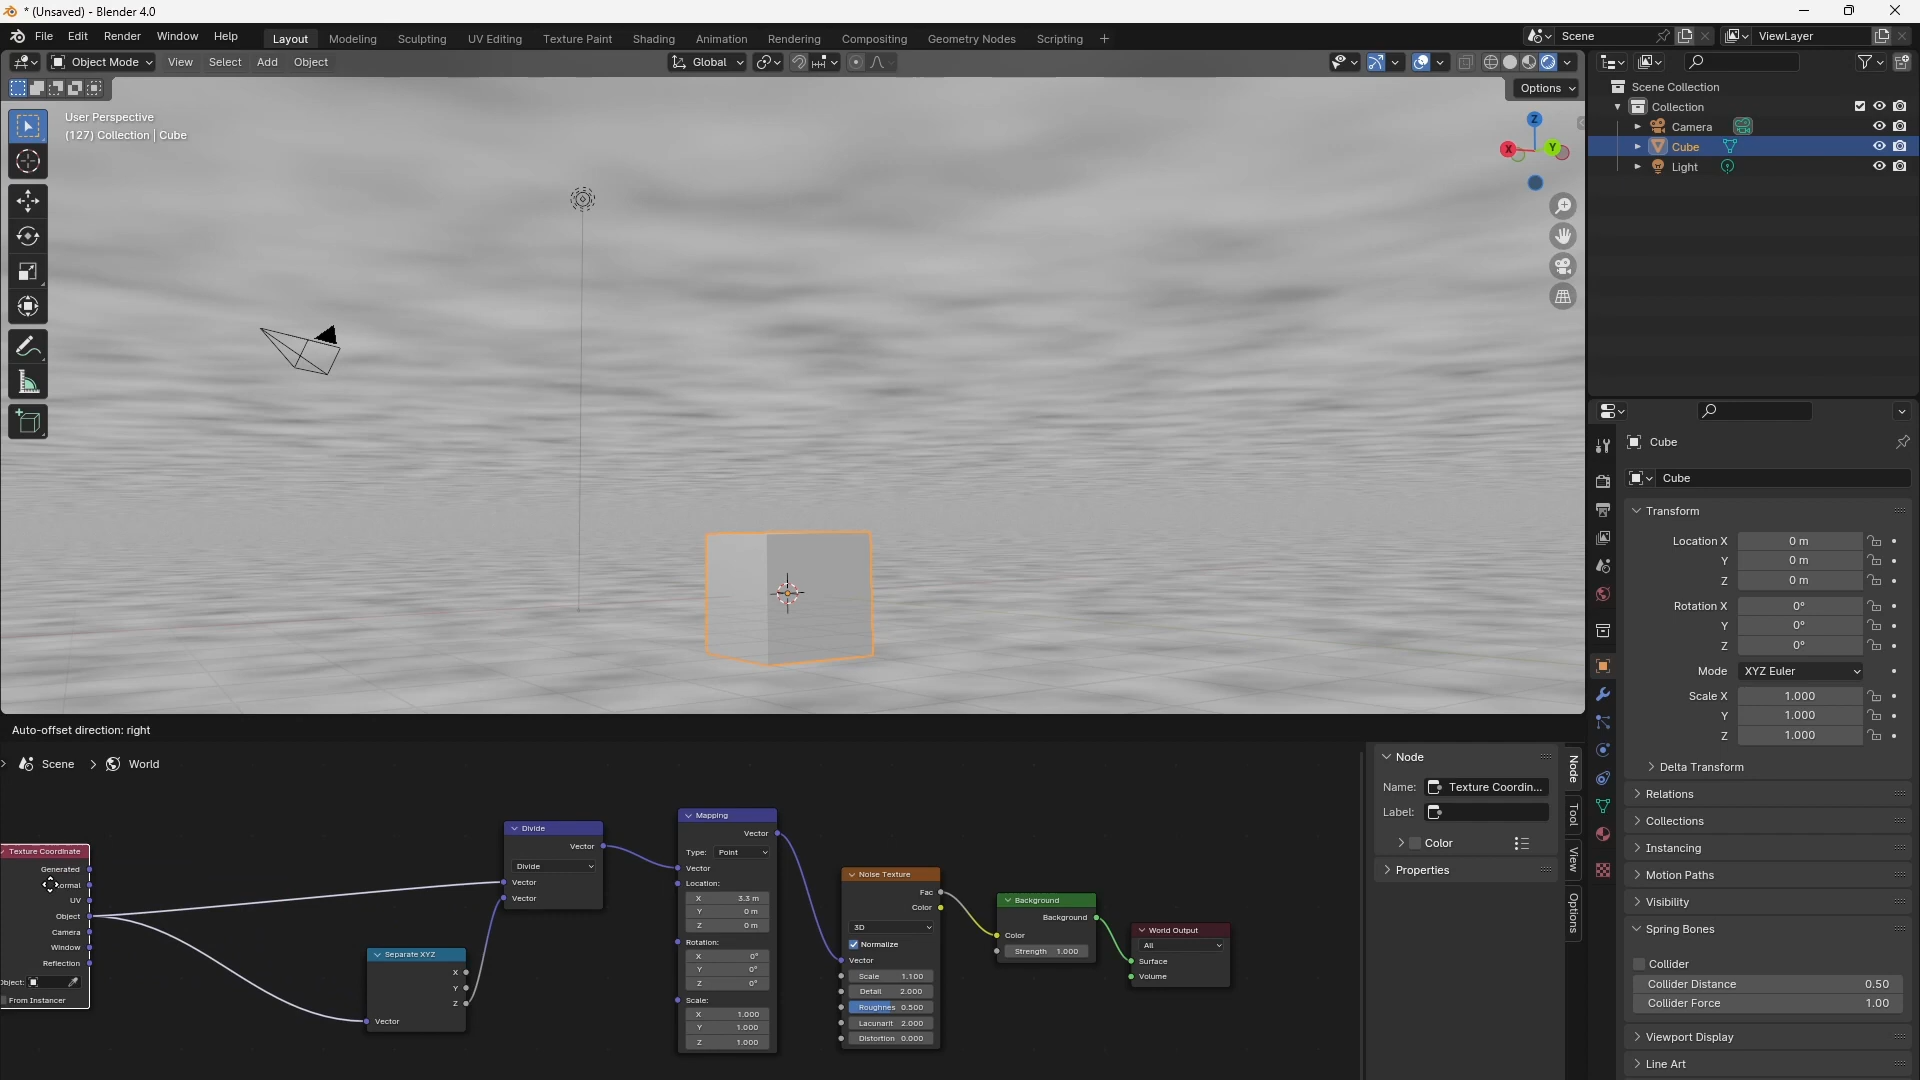 * (Unsaved) - Blender 4.0
File Edit Render Window Help
Layout Modeling Sculpting UV Editing Texture Paint Shading Animation Rendering Compositing Geometry Nodes Scripting +
Scene ViewLayer
Object Mode View Select Add Object Global
Options
User Perspective
(127) Collection | Cube
Z
X
Y
Scene Collection
Collection
Camera
Cube
Light
Cube
Cube
Transform
Location X 0 m
Y 0 m
Z 0 m
Rotation X 0°
Y 0°
Z 0°
Mode XYZ Euler
Scale X 1.000
Y 1.000
Z 1.000
Delta Transform
Relations
Collections
Instancing
Motion Paths
Visibility
Spring Bones
Collider
Collider Distance 0.50
Collider Force 1.00
Viewport Display
Line Art
Auto-offset direction: right
Scene > World
Texture Coordinate
Generated
ormal
UV
Object
Camera
Window
Reflection
bject:
From Instancer
Separate XYZ
X
Y
Z
Vector
Divide
Vector
Divide
Vector
Vector
Mapping
Vector
Type: Point
Vector
Location:
X 3.3 m
Y 0 m
Z 0 m
Rotation:
X 0°
Y 0°
Z 0°
Scale:
X 1.000
Y 1.000
Z 1.000
Noise Texture
Fac
Color
3D
Normalize
Vector
Scale 1.100
Detail 2.000
Roughnes 0.500
Lacunarit 2.000
Distortion 0.000
Background
Background
Color
Strength 1.000
World Output
All
Surface
Volume
Node
Name: Texture Coordin...
Label:
Color
Properties
Node
Tool
View
Options